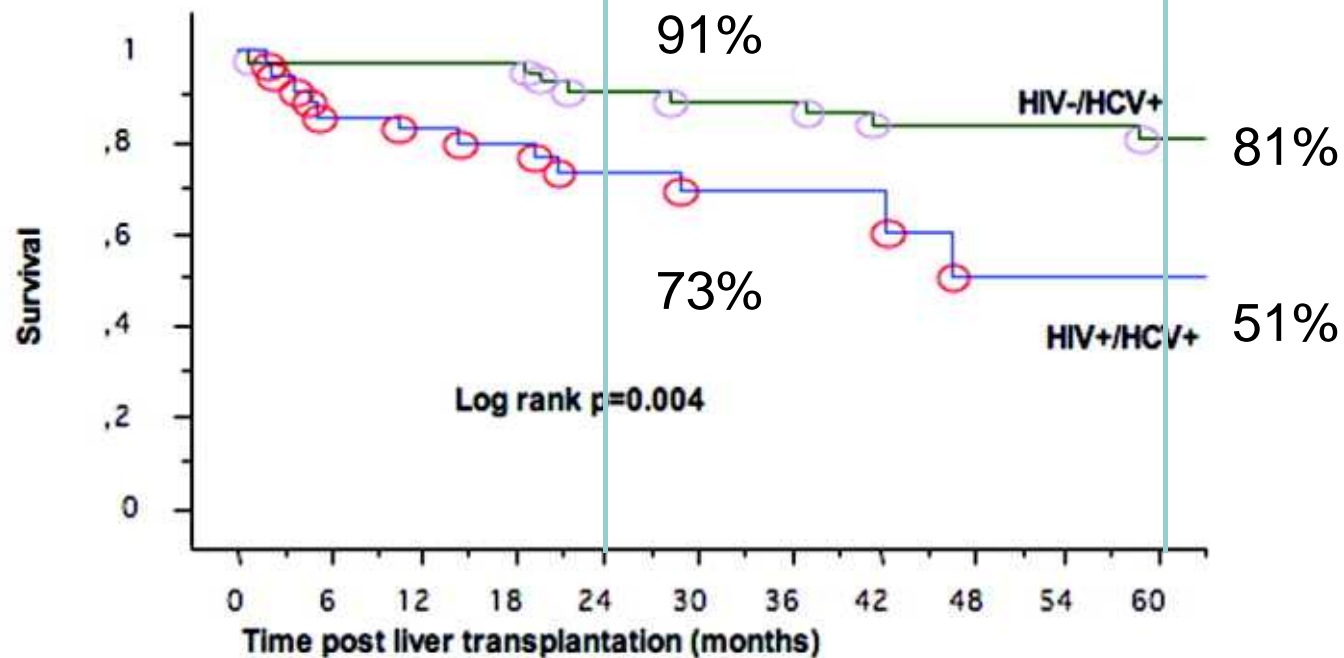 91%
1
HIV-/HCV+
,8
81%
,6
Survival
73%
,4
HIV+/HCV+
51%
Log rank p=0.004
,2
0
0 6 12 18 24 30 36 42 48 54 60
Time post liver transplantation (months)